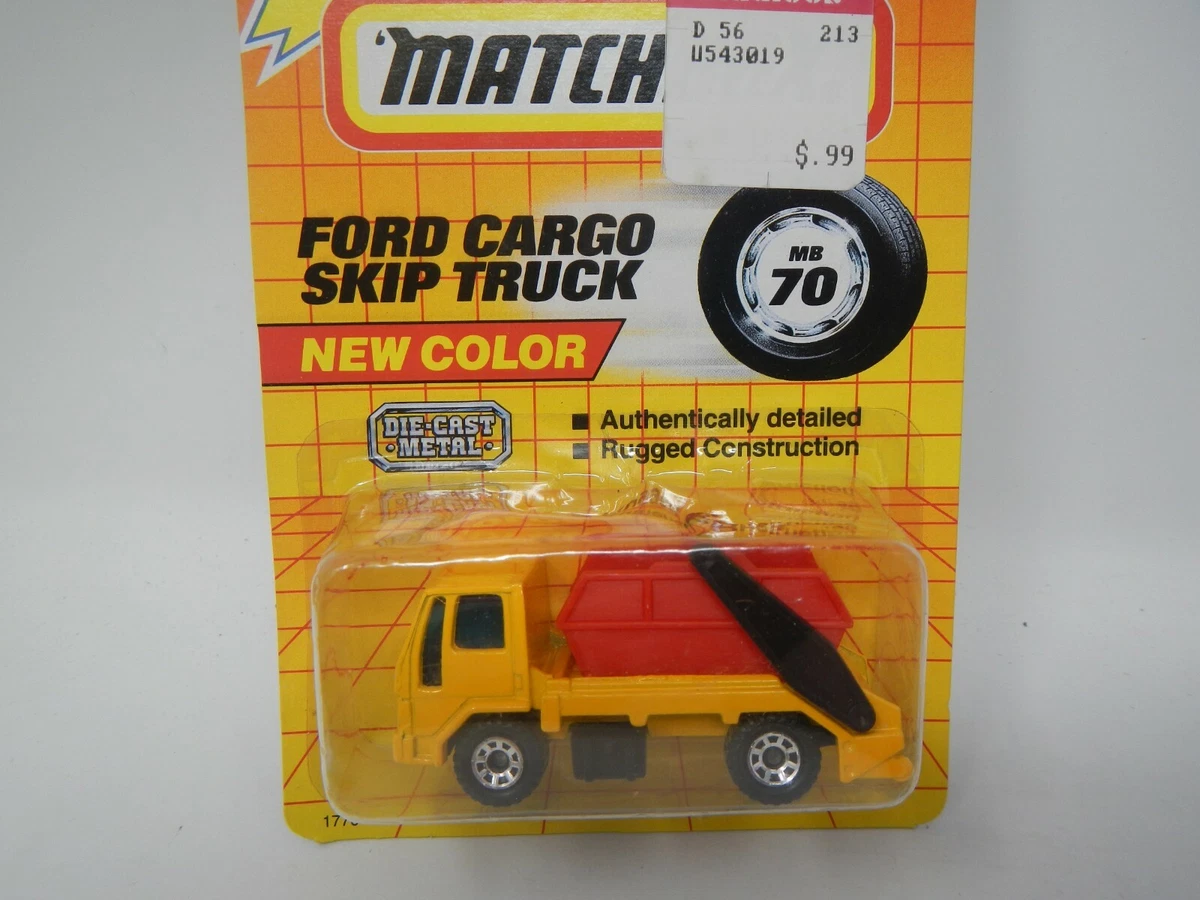 D 56 213
U543019
$.99
MATCH
FORD CARGO
SKIP TRUCK
MB
70
NEW COLOR
DIE-CAST
METAL
■ Authentically detailed
■ Rugged Construction